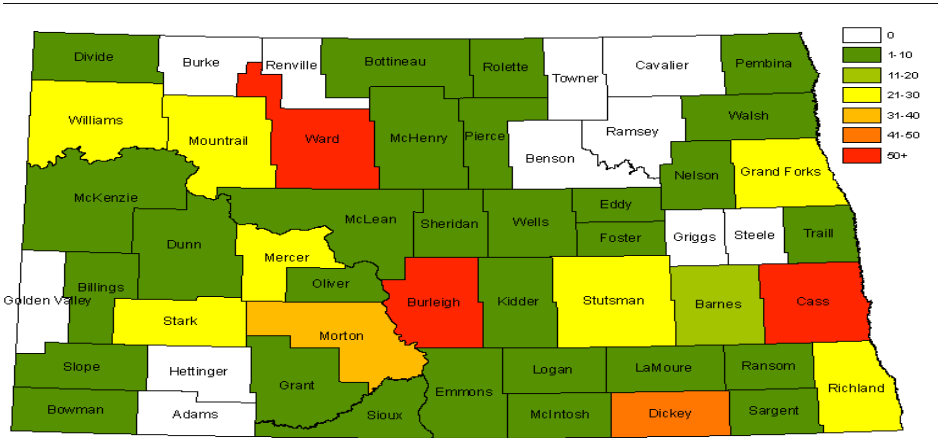 Divide
Burke
Renville
Bottineau
Rolette
Towner
Cavalier
Pembina
Williams
Mountrail
Ward
McHenry
Pierce
Benson
Ramsey
Walsh
Nelson
Grand Forks
McKenzie
Dunn
McLean
Sheridan
Wells
Eddy
Foster
Griggs
Steele
Traill
Golden Valley
Billings
Mercer
Oliver
Burleigh
Kidder
Stutsman
Barnes
Cass
Stark
Morton
Slope
Hettinger
Grant
Emmons
Logan
LaMoure
Ransom
Richland
Bowman
Adams
Sioux
McIntosh
Dickey
Sargent
0
1-10
11-20
21-30
31-40
41-50
50+